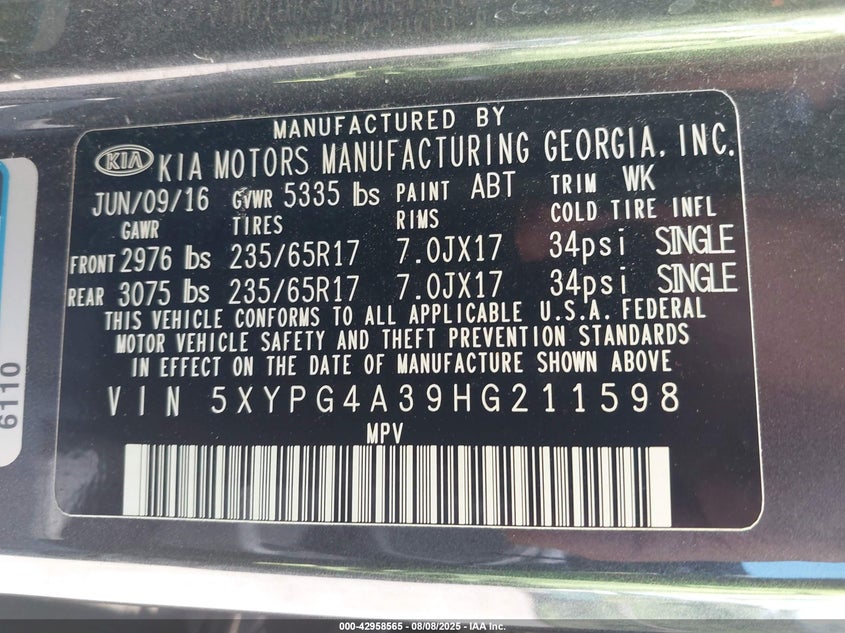 MANUFACTURED BY
KIA KIA MOTORS MANUFACTURING GEORGIA, INC.
JUN/09/16 GVWR 5335 lbs PAINT ABT TRIM WK
GAWR TIRES RIMS COLD TIRE INFL
FRONT 2976 lbs 235/65R17 7.0JX17 34psi SINGLE
REAR 3075 lbs 235/65R17 7.0JX17 34psi SINGLE
THIS VEHICLE CONFORMS TO ALL APPLICABLE U.S.A. FEDERAL
MOTOR VEHICLE SAFETY AND THEFT PREVENTION STANDARDS
IN EFFECT ON THE DATE OF MANUFACTURE SHOWN ABOVE
VIN 5XYPG4A39HG211598
MPV
6110
000-42958565 - 08/08/2025 - IAA Inc.